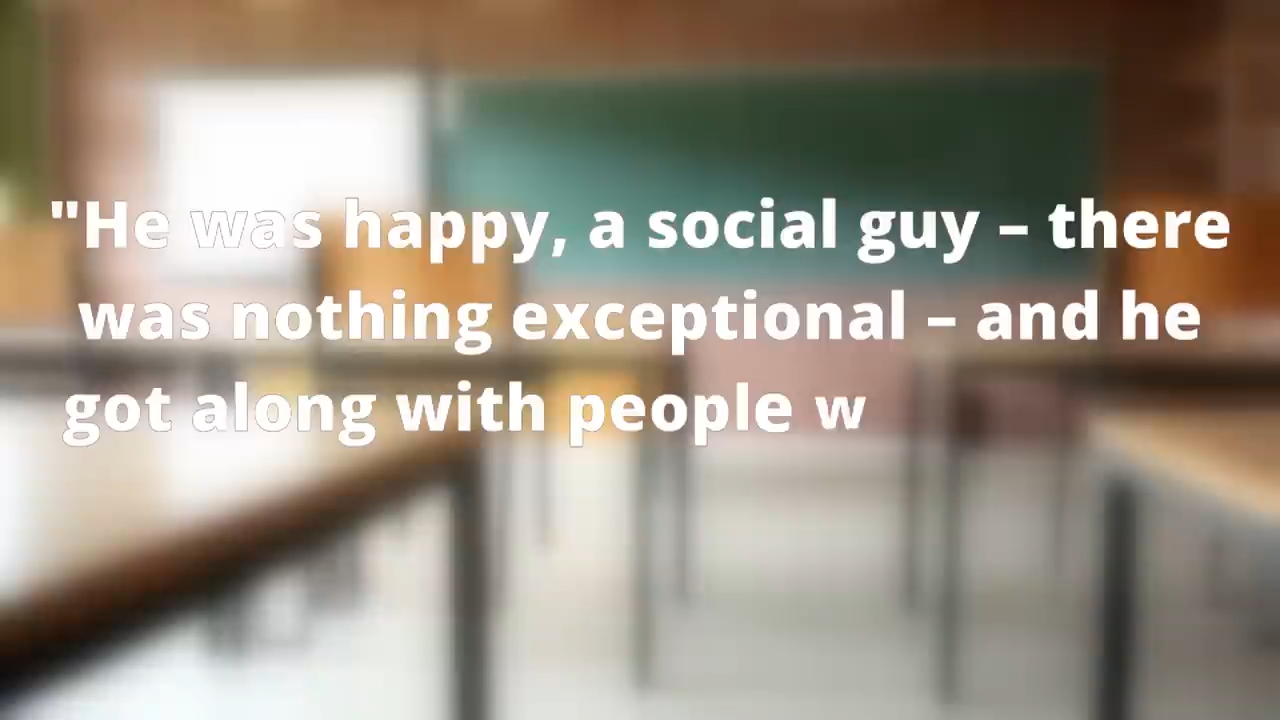 "He was happy, a social guy – there
was nothing exceptional – and he
got along with people w